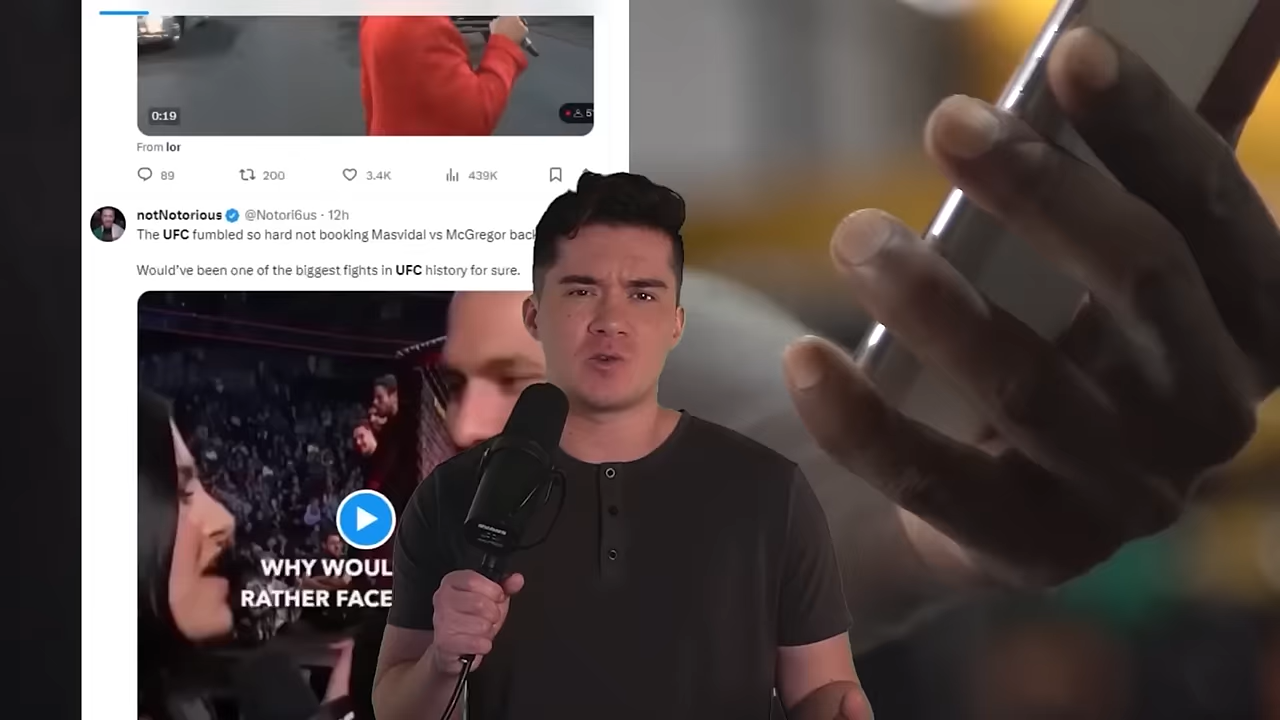 0:19
From lor
89 200 3.4K 439K
notNotorious @Notorl6us · 12h
The UFC fumbled so hard not booking Masvidal vs McGregor back
Would've been one of the biggest fights in UFC history for sure.
WHY WOUL
RATHER FACE